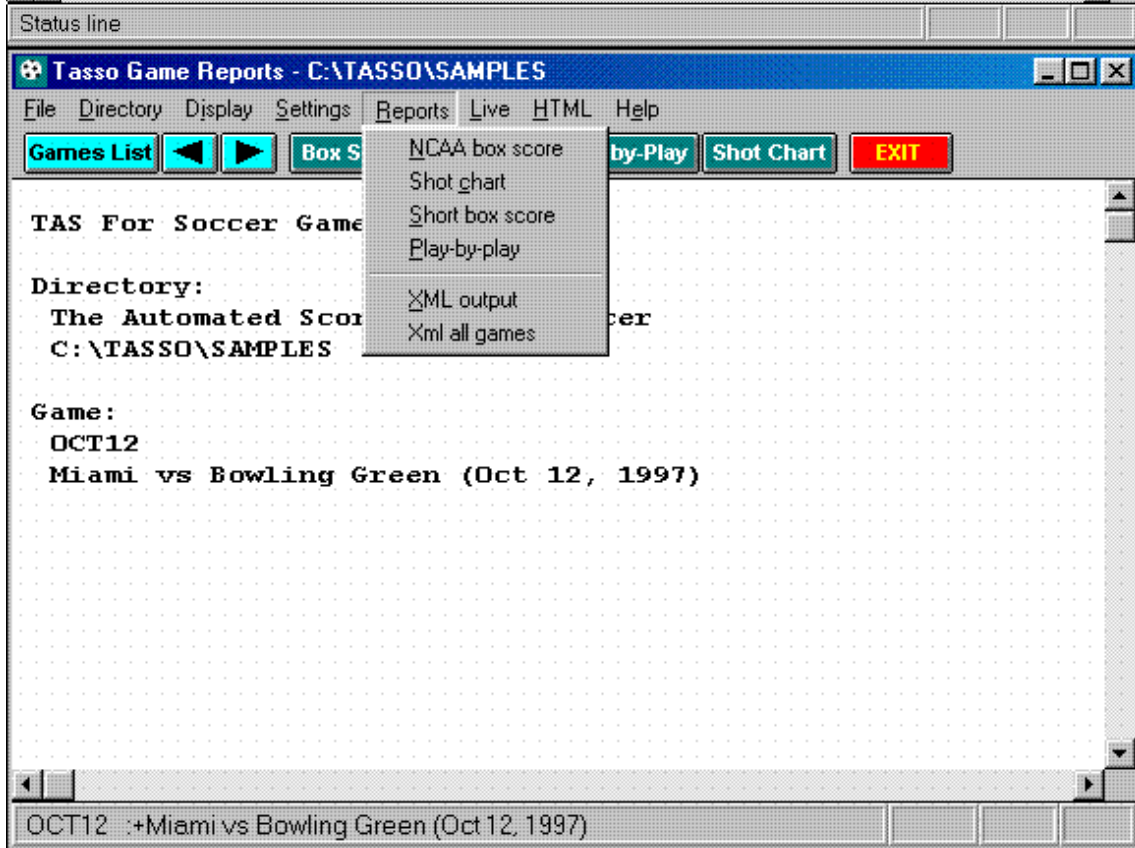 Status line
Tasso Game Reports - C:\TASSO\SAMPLES
File Directory Display Settings Reports Live HTML Help
Games List Box S by-Play Shot Chart EXIT
NCAA box score
Shot chart
Short box score
Play-by-play
XML output
Xml all games
TAS For Soccer Game
Directory:
The Automated Scor cer
C:\TASSO\SAMPLES
Game:
OCT12
Miami vs Bowling Green (Oct 12, 1997)
OCT12 :+Miami vs Bowling Green (Oct 12, 1997)